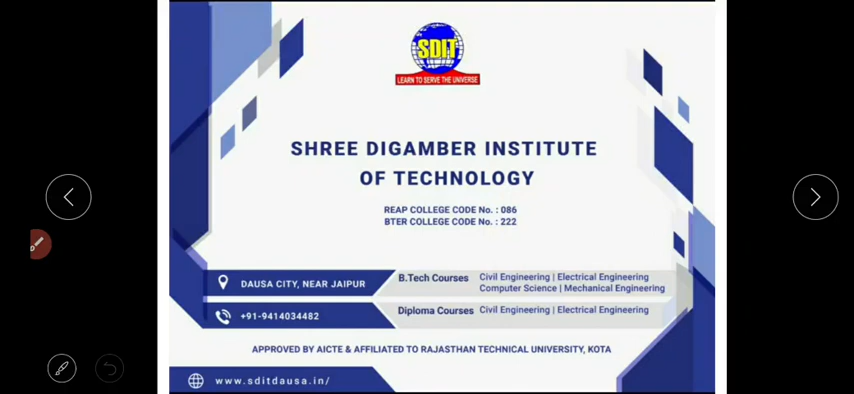 SDIT
LEARN TO SERVE THE UNIVERSE
SHREE DIGAMBER INSTITUTE
OF TECHNOLOGY
REAP COLLEGE CODE No. : 086
BTER COLLEGE CODE No. : 222
DAUSA CITY, NEAR JAIPUR
B.Tech Courses Civil Engineering | Electrical Engineering
Computer Science | Mechanical Engineering
+91-9414034482
Diploma Courses Civil Engineering | Electrical Engineering
APPROVED BY AICTE & AFFILIATED TO RAJASTHAN TECHNICAL UNIVERSITY, KOTA
www.sditdausa.in/